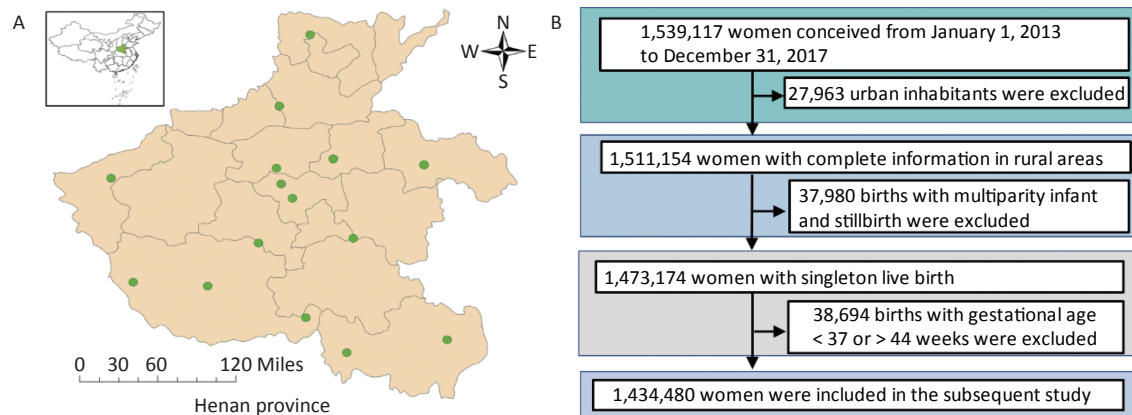 A
N
W E
S
0 30 60 120 Miles
Henan province
B
1,539,117 women conceived from January 1, 2013
to December 31, 2017
27,963 urban inhabitants were excluded
1,511,154 women with complete information in rural areas
37,980 births with multiparity infant
and stillbirth were excluded
1,473,174 women with singleton live birth
38,694 births with gestational age
< 37 or > 44 weeks were excluded
1,434,480 women were included in the subsequent study